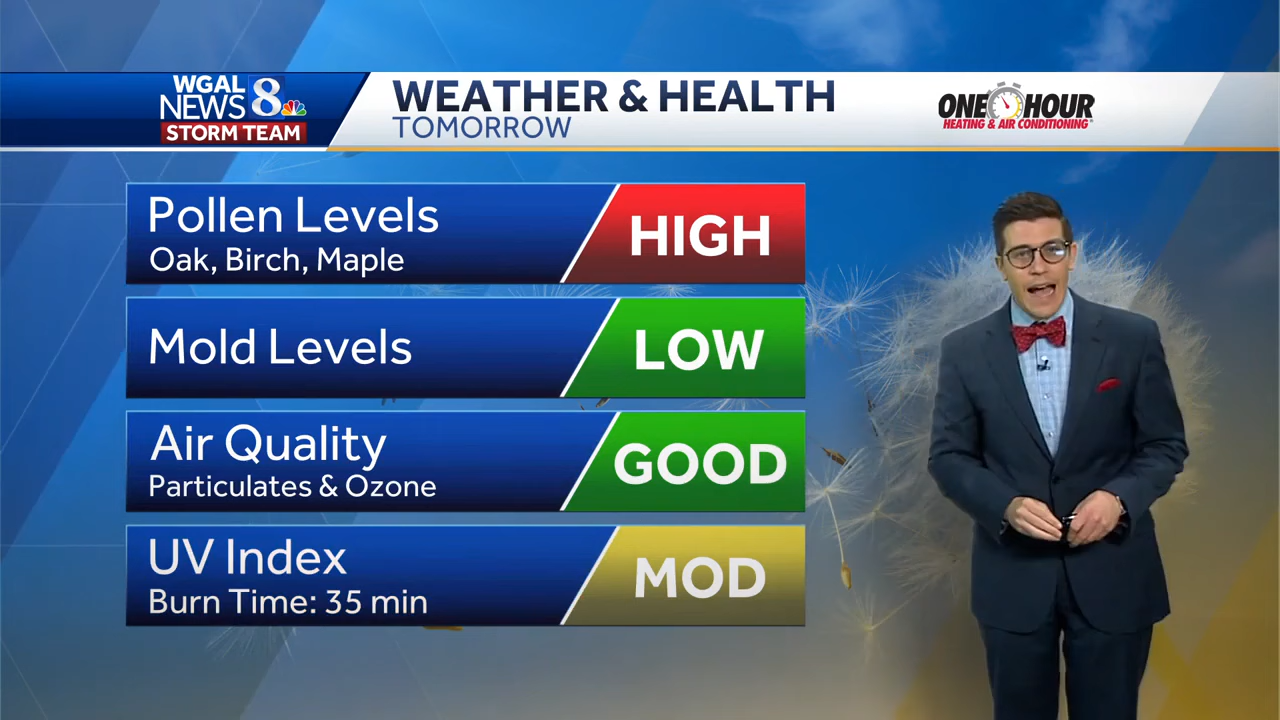 WGAL
NEWS 8
STORM TEAM
WEATHER & HEALTH
TOMORROW
ONE HOUR
HEATING & AIR CONDITIONING
Pollen Levels
Oak, Birch, Maple
HIGH
Mold Levels
LOW
Air Quality
Particulates & Ozone
GOOD
UV Index
Burn Time: 35 min
MOD